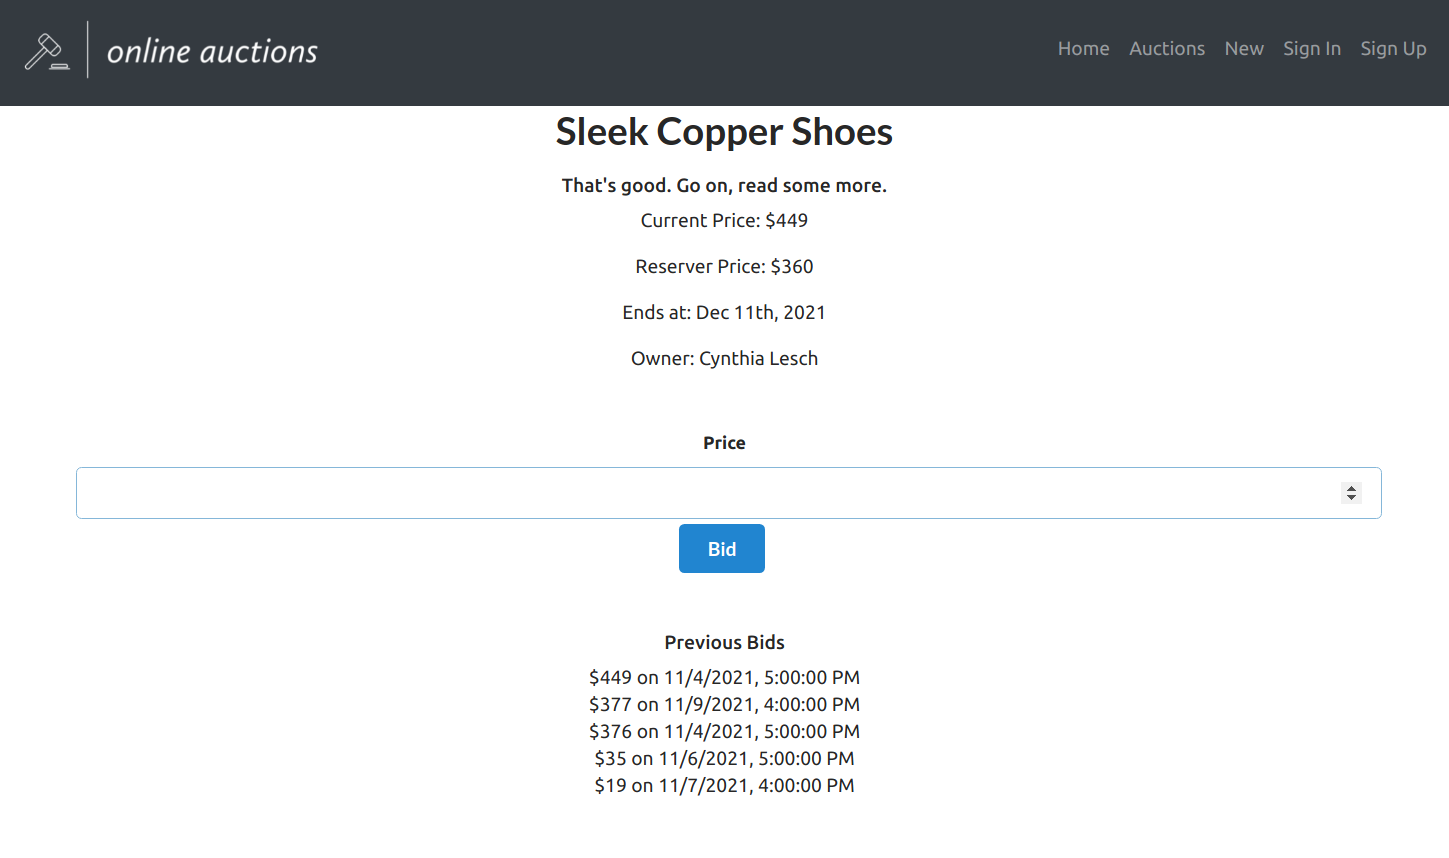 online auctions
Home Auctions New Sign In Sign Up
Sleek Copper Shoes
That's good. Go on, read some more.
Current Price: $449
Reserver Price: $360
Ends at: Dec 11th, 2021
Owner: Cynthia Lesch
Price
Bid
Previous Bids
$449 on 11/4/2021, 5:00:00 PM
$377 on 11/9/2021, 4:00:00 PM
$376 on 11/4/2021, 5:00:00 PM
$35 on 11/6/2021, 5:00:00 PM
$19 on 11/7/2021, 4:00:00 PM